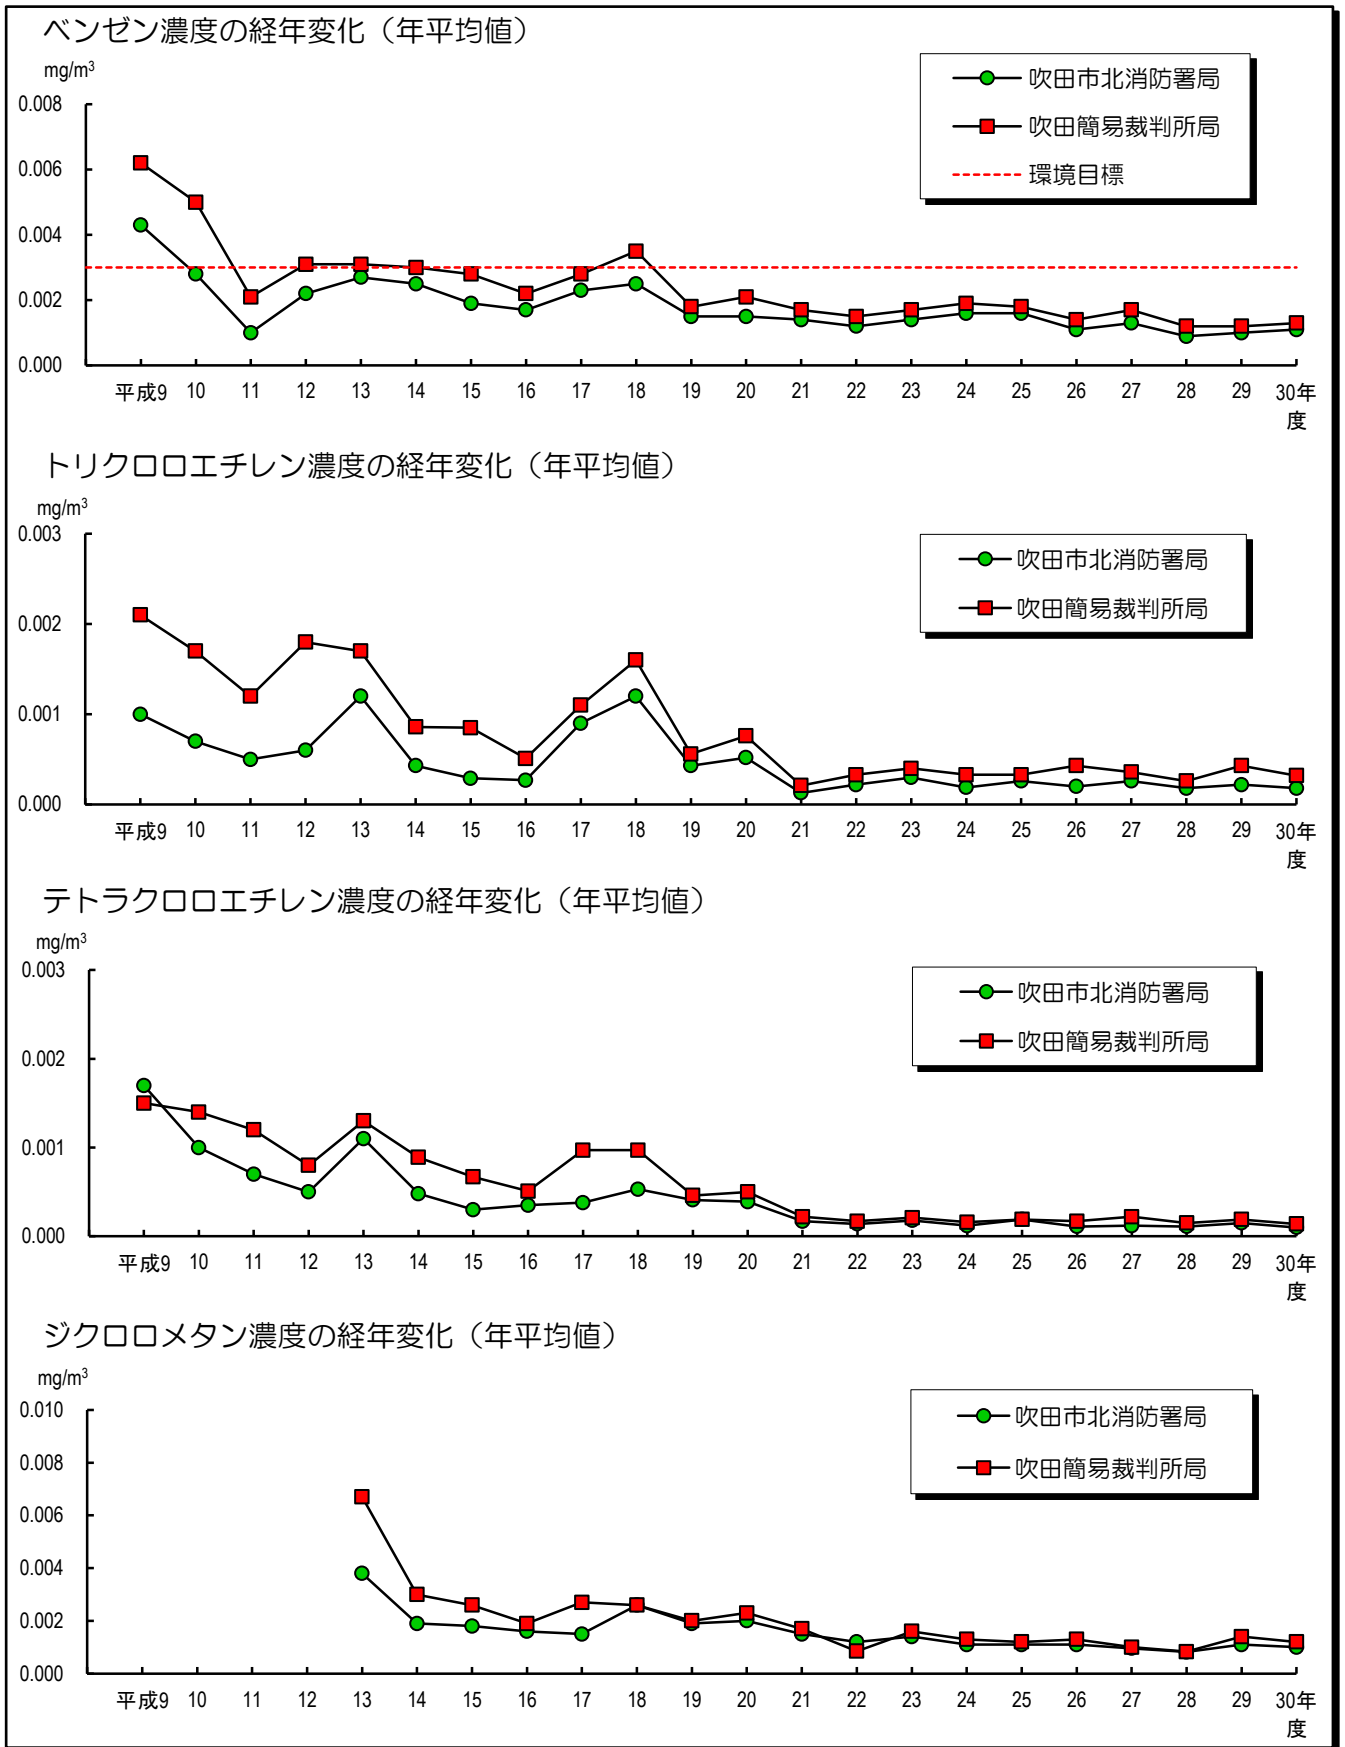 ベンゼン濃度の経年変化（年平均値）
mg/m³
吹田市北消防署局
吹田簡易裁判所局
環境目標
0.008
0.006
0.004
0.002
0.000
平成9 10 11 12 13 14 15 16 17 18 19 20 21 22 23 24 25 26 27 28 29 30年度
トリクロロエチレン濃度の経年変化（年平均値）
mg/m³
吹田市北消防署局
吹田簡易裁判所局
0.003
0.002
0.001
0.000
平成9 10 11 12 13 14 15 16 17 18 19 20 21 22 23 24 25 26 27 28 29 30年度
テトラクロロエチレン濃度の経年変化（年平均値）
mg/m³
吹田市北消防署局
吹田簡易裁判所局
0.003
0.002
0.001
0.000
平成9 10 11 12 13 14 15 16 17 18 19 20 21 22 23 24 25 26 27 28 29 30年度
ジクロロメタン濃度の経年変化（年平均値）
mg/m³
吹田市北消防署局
吹田簡易裁判所局
0.010
0.008
0.006
0.004
0.002
0.000
平成9 10 11 12 13 14 15 16 17 18 19 20 21 22 23 24 25 26 27 28 29 30年度